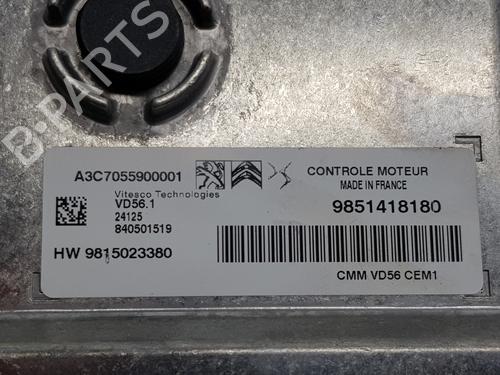 B-PARTS
A3C7055900001
Vitesco Technologies
VD56.1
24125
840501519
HW 9815023380
CONTROLE MOTEUR
MADE IN FRANCE
9851418180
CMM VD56 CEM1